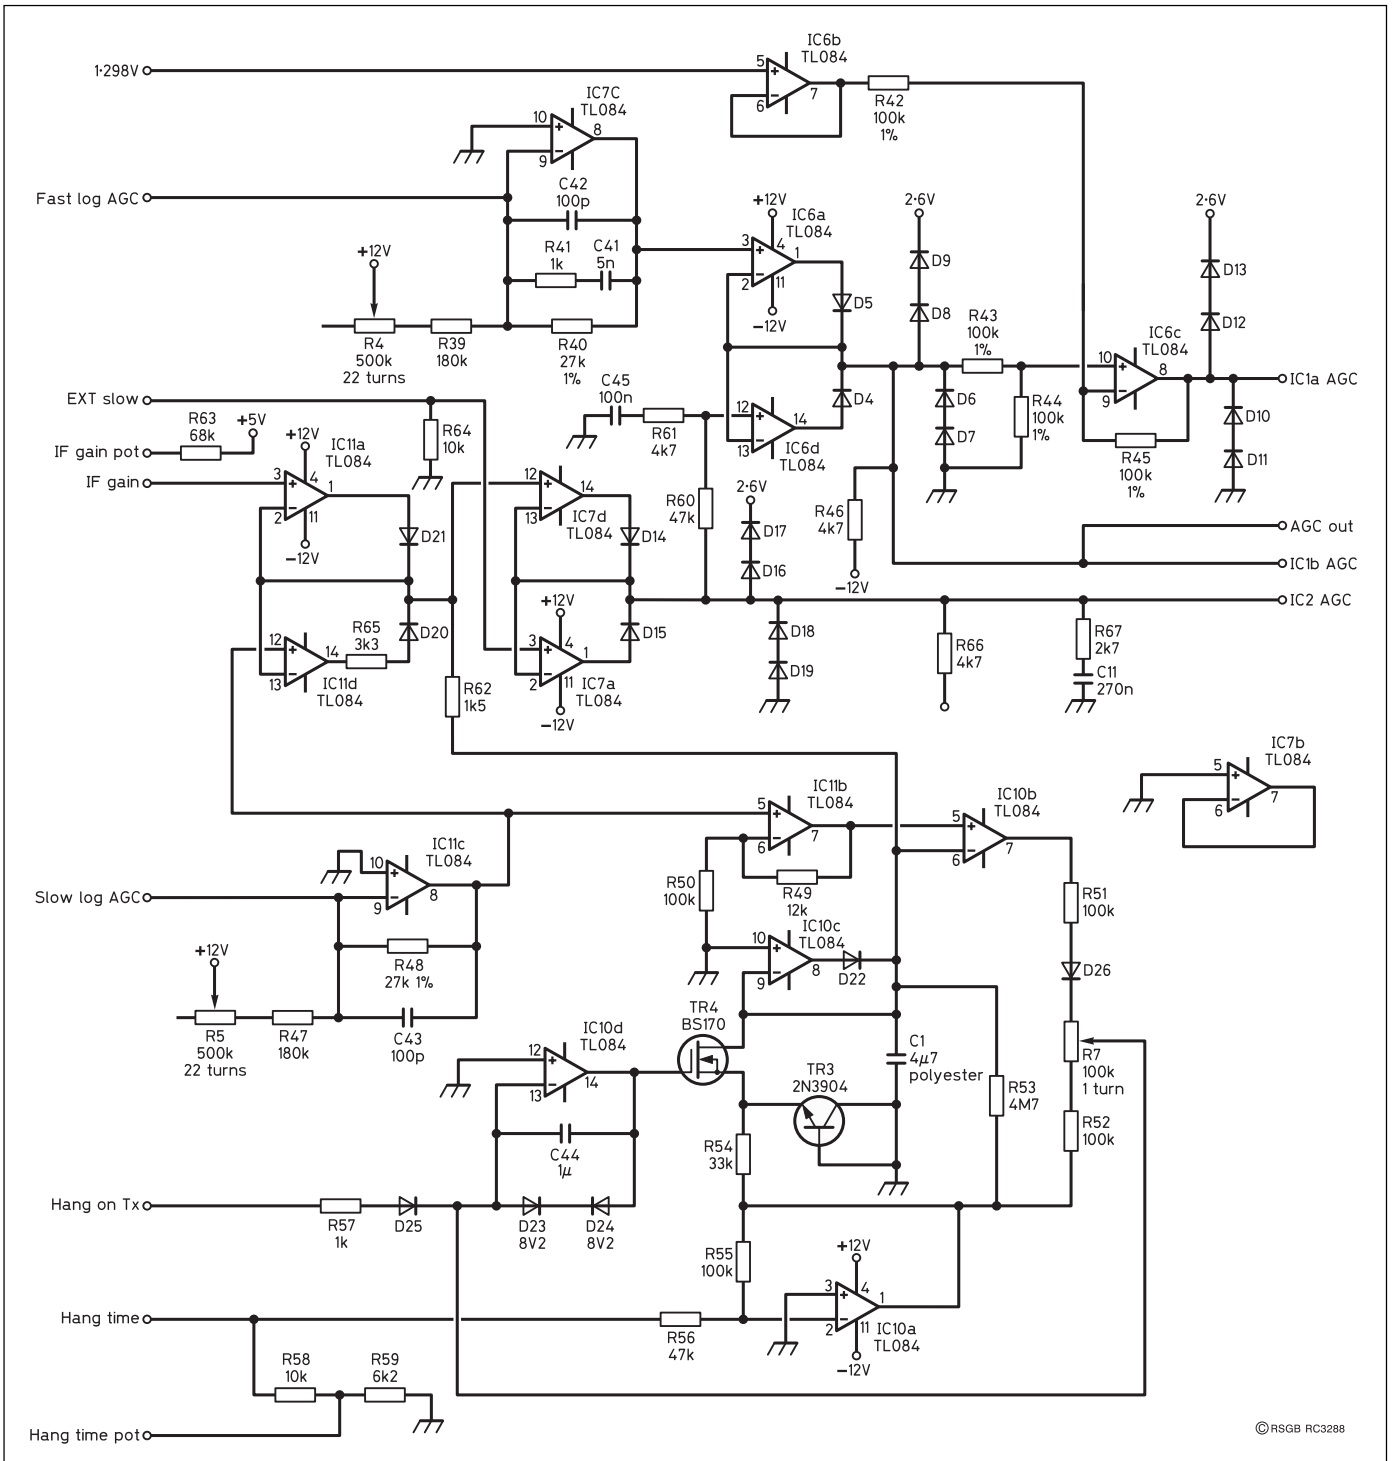 IC6b
TL084
1·298V
5
+
−
6
7
R42
100k
1%
IC7C
TL084
10
+
−
9
8
Fast log AGC
C42
100p
R41
1k
C41
5n
+12V
R4
500k
22 turns
R39
180k
R40
27k
1%
+12V
IC6a
TL084
3
+
−
2
4
1
11
−12V
D5
2·6V
D9
D8
R43
100k
1%
2·6V
D13
D12
IC6c
TL084
10
+
−
9
8
IC1a AGC
C45
100n
R61
4k7
12
+
−
13
14
IC6d
TL084
D4
D6
D7
R44
100k
1%
R45
100k
1%
D10
D11
EXT slow
R63
68k
+5V
IF gain pot
IF gain
+12V
IC11a
TL084
3
+
−
2
4
1
11
−12V
R64
10k
D21
12
+
−
13
14
IC7d
TL084
D14
R60
47k
2·6V
D17
D16
R46
4k7
−12V
AGC out
IC1b AGC
IC2 AGC
12
+
−
13
14
R65
3k3
D20
IC11d
TL084
R62
1k5
+12V
3
+
−
2
4
1
11
IC7a
TL084
−12V
D15
D18
D19
R66
4k7
R67
2k7
C11
270n
IC7b
TL084
5
+
−
6
7
IC11b
TL084
5
+
−
6
7
IC10b
TL084
5
+
−
6
7
IC11c
TL084
10
+
−
9
8
Slow log AGC
R50
100k
R49
12k
R51
100k
+12V
R48
27k 1%
IC10c
TL084
10
+
−
9
8
D22
D26
R5
500k
22 turns
R47
180k
C43
100p
TR4
BS170
IC10d
TL084
12
+
−
13
14
C1
4µ7
polyester
R7
100k
1 turn
TR3
2N3904
R53
4M7
C44
1µ
R54
33k
R52
100k
Hang on Tx
R57
1k
D25
D23
8V2
D24
8V2
R55
100k
+12V
3
+
−
2
4
1
11
IC10a
TL084
−12V
Hang time
R56
47k
R58
10k
R59
6k2
Hang time pot
© RSGB RC3288